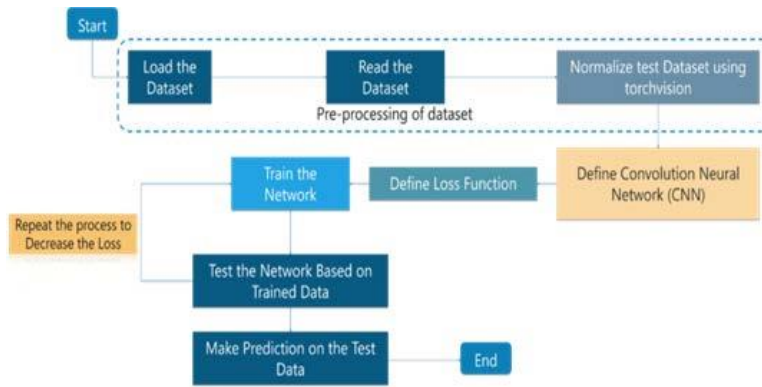 Start
Load the
Dataset
Read the
Dataset
Normalize test Dataset using
torchvision
Pre-processing of dataset
Define Convolution Neural
Network (CNN)
Define Loss Function
Train the
Network
Repeat the process to
Decrease the Loss
Test the Network Based on
Trained Data
Make Prediction on the Test
Data
End